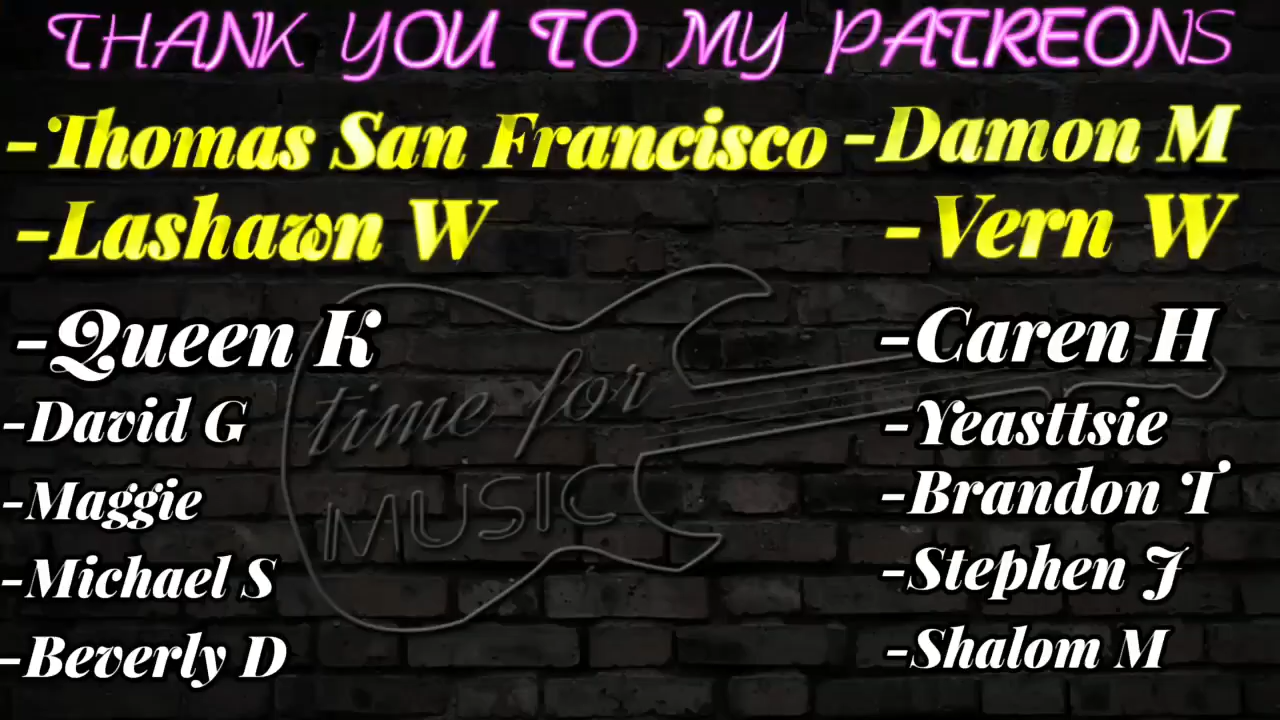 THANK YOU TO MY PATREONS
-Thomas San Francisco
-Damon M
-Lashawn W
-Vern W
-Queen K
-Caren H
-David G
-Yeasttsie
-Maggie
-Brandon T
-Michael S
-Stephen J
-Beverly D
-Shalom M
time for
MUSIC